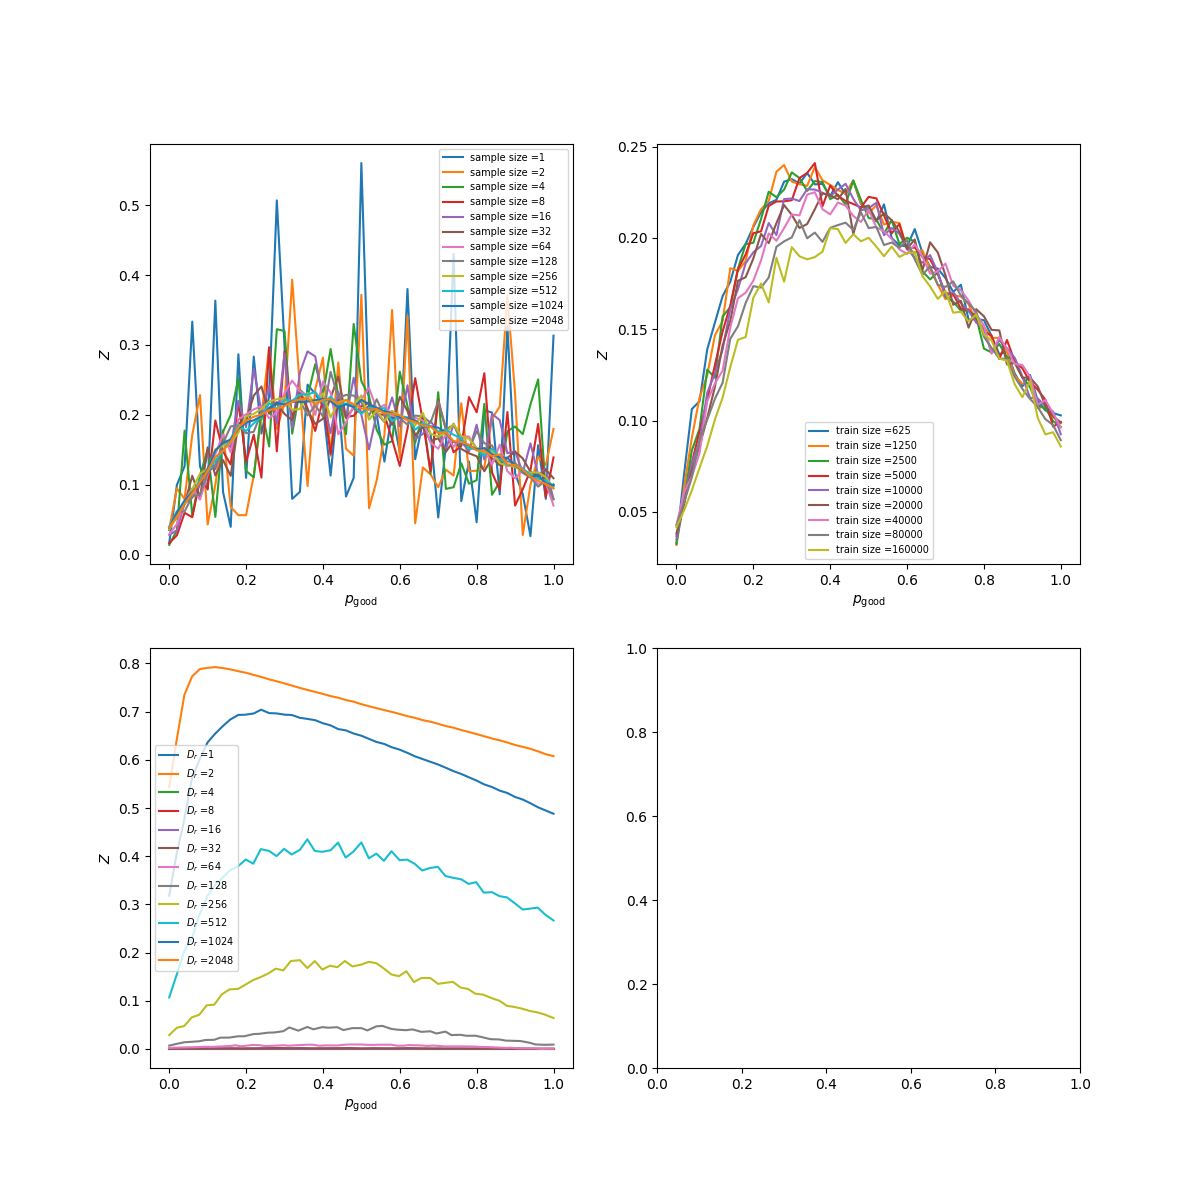 0.5
0.4
0.3
0.2
0.1
0.0
Z
0.0 0.2 0.4 0.6 0.8 1.0
p_good
sample size =1
sample size =2
sample size =4
sample size =8
sample size =16
sample size =32
sample size =64
sample size =128
sample size =256
sample size =512
sample size =1024
sample size =2048
0.25
0.20
0.15
0.10
0.05
Z
0.0 0.2 0.4 0.6 0.8 1.0
p_good
train size =625
train size =1250
train size =2500
train size =5000
train size =10000
train size =20000
train size =40000
train size =80000
train size =160000
0.8
0.7
0.6
0.5
0.4
0.3
0.2
0.1
0.0
Z
0.0 0.2 0.4 0.6 0.8 1.0
p_good
D_r =1
D_r =2
D_r =4
D_r =8
D_r =16
D_r =32
D_r =64
D_r =128
D_r =256
D_r =512
D_r =1024
D_r =2048
1.0
0.8
0.6
0.4
0.2
0.0
0.0 0.2 0.4 0.6 0.8 1.0